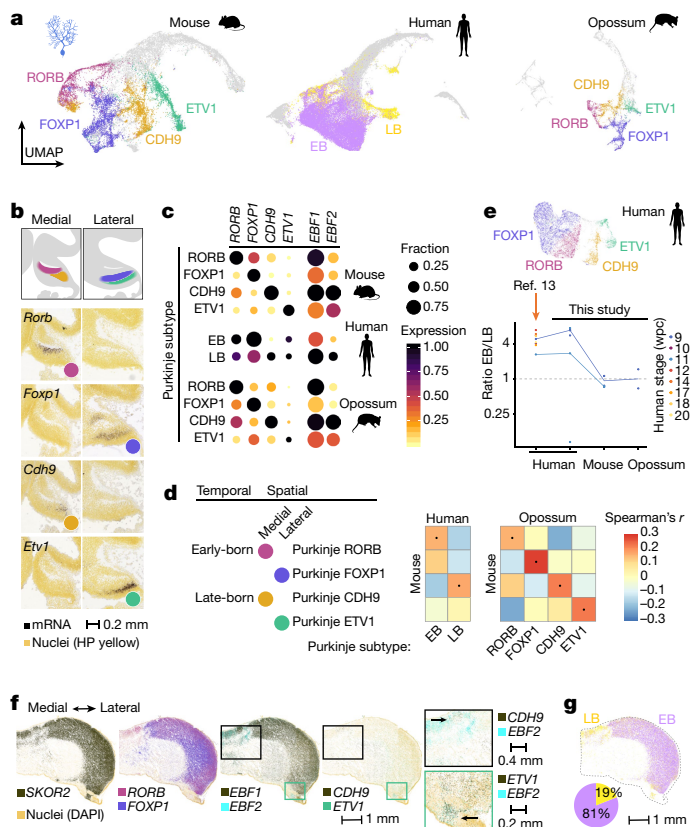 a
Mouse
Human
Opossum
RORB
FOXP1
ETV1
CDH9
UMAP
EB
LB
CDH9
ETV1
RORB
FOXP1
b
Medial
Lateral
Rorb
Foxp1
Cdh9
Etv1
mRNA
0.2 mm
Nuclei (HP yellow)
c
RORB FOXP1 CDH9 ETV1 EBF1 EBF2
Purkinje subtype
RORB
FOXP1
CDH9
ETV1
Mouse
EB
LB
Human
RORB
FOXP1
CDH9
ETV1
Opossum
Fraction
0.25
0.50
0.75
Expression
1.00
0.75
0.50
0.25
e
Human
FOXP1
ETV1
RORB
CDH9
Ref. 13
This study
Ratio EB/LB
4
1
0.25
Human Mouse Opossum
Human stage (wpc)
9
10
11
12
14
17
18
20
d
Temporal Spatial
Medial
Lateral
Early-born Purkinje RORB
Purkinje FOXP1
Late-born Purkinje CDH9
Purkinje ETV1
Purkinje subtype:
Human
Mouse
EB LB
Opossum
Mouse
RORB FOXP1 CDH9 ETV1
Spearman's r
0.3
0.2
0.1
0
−0.1
−0.2
−0.3
f
Medial ↔ Lateral
SKOR2
Nuclei (DAPI)
RORB
FOXP1
EBF1
EBF2
CDH9
ETV1
1 mm
CDH9
EBF2
0.4 mm
ETV1
EBF2
0.2 mm
g
LB EB
19%
81%
1 mm